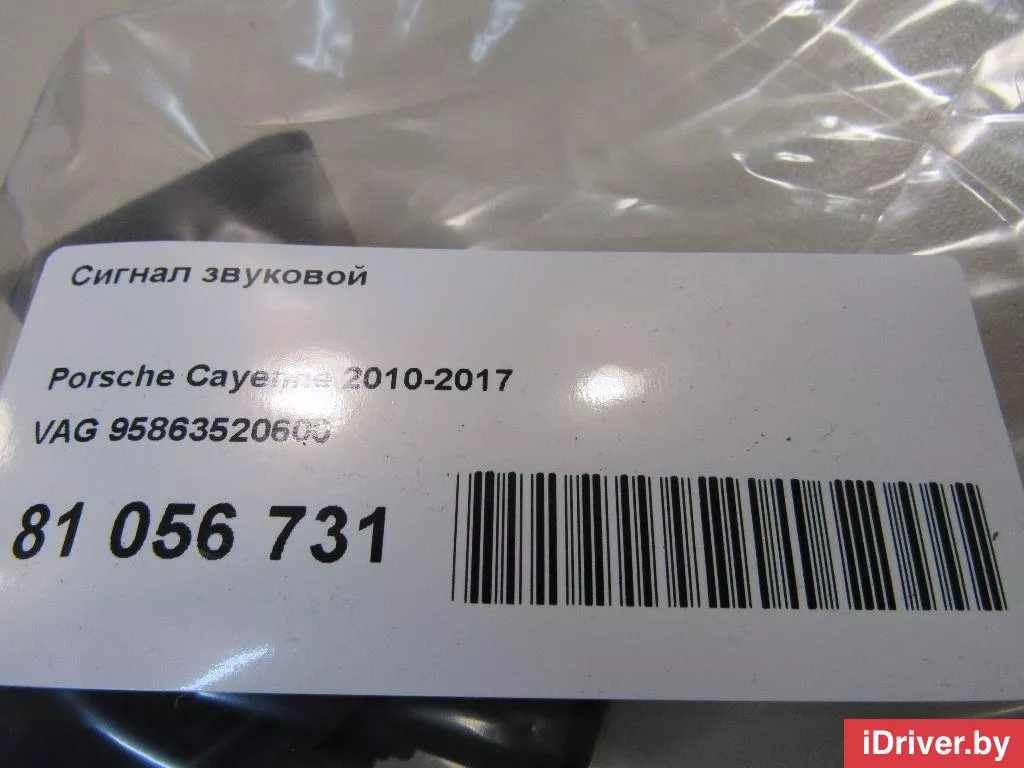 Сигнал звуковой
Porsche Cayenne 2010-2017
VAG 95863520600
81 056 731
iDriver.by